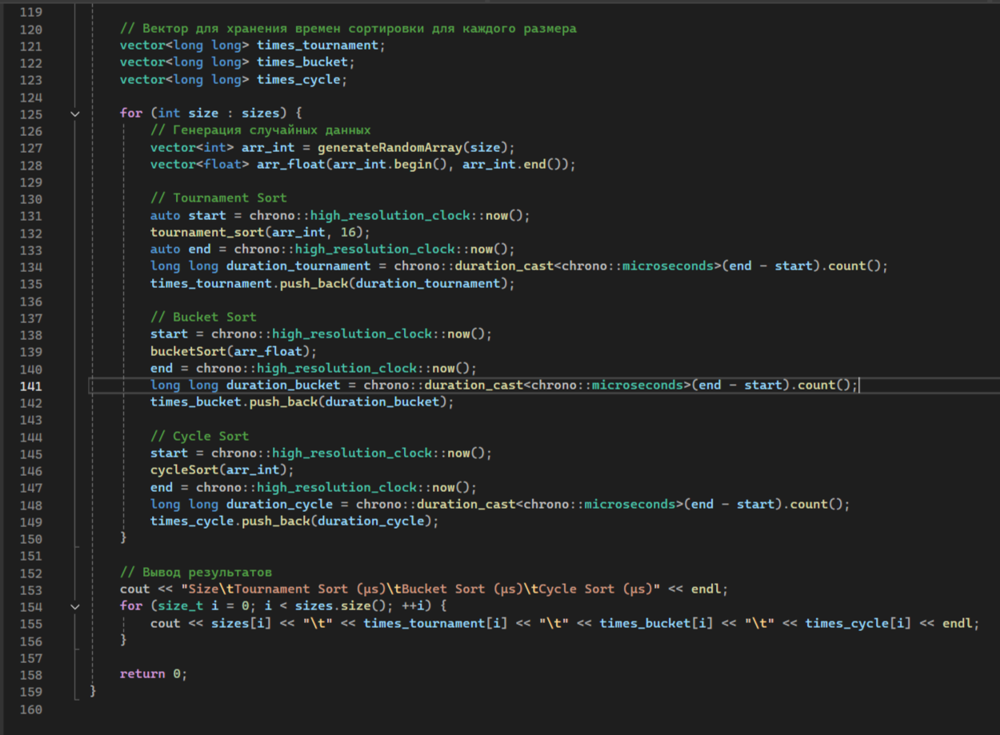 119
120 // Вектор для хранения времен сортировки для каждого размера
121 vector<long long> times_tournament;
122 vector<long long> times_bucket;
123 vector<long long> times_cycle;
124
125 for (int size : sizes) {
126 // Генерация случайных данных
127 vector<int> arr_int = generateRandomArray(size);
128 vector<float> arr_float(arr_int.begin(), arr_int.end());
129
130 // Tournament Sort
131 auto start = chrono::high_resolution_clock::now();
132 tournament_sort(arr_int, 16);
133 auto end = chrono::high_resolution_clock::now();
134 long long duration_tournament = chrono::duration_cast<chrono::microseconds>(end - start).count();
135 times_tournament.push_back(duration_tournament);
136
137 // Bucket Sort
138 start = chrono::high_resolution_clock::now();
139 bucketSort(arr_float);
140 end = chrono::high_resolution_clock::now();
141 long long duration_bucket = chrono::duration_cast<chrono::microseconds>(end - start).count();
142 times_bucket.push_back(duration_bucket);
143
144 // Cycle Sort
145 start = chrono::high_resolution_clock::now();
146 cycleSort(arr_int);
147 end = chrono::high_resolution_clock::now();
148 long long duration_cycle = chrono::duration_cast<chrono::microseconds>(end - start).count();
149 times_cycle.push_back(duration_cycle);
150 }
151
152 // Вывод результатов
153 cout << "Size\tTournament Sort (µs)\tBucket Sort (µs)\tCycle Sort (µs)" << endl;
154 for (size_t i = 0; i < sizes.size(); ++i) {
155 cout << sizes[i] << "\t" << times_tournament[i] << "\t" << times_bucket[i] << "\t" << times_cycle[i] << endl;
156 }
157
158 return 0;
159 }
160